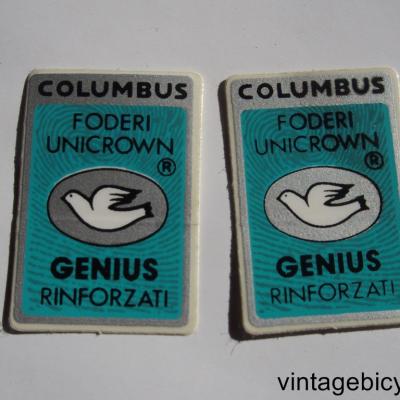 COLUMBUS
FODERI
UNICROWN
®
GENIUS
RINFORZATI
COLUMBUS
FODERI
UNICROWN
®
GENIUS
RINFORZATI
vintagebicy